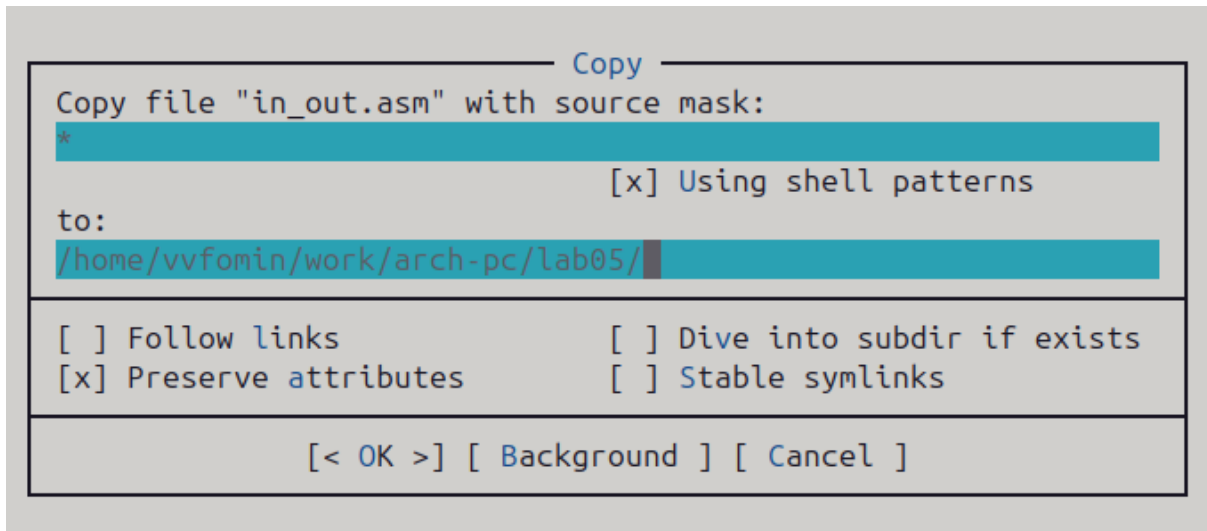 Copy
Copy file "in_out.asm" with source mask:
*
[x] Using shell patterns
to:
/home/vvfomin/work/arch-pc/lab05/
[ ] Follow links [ ] Dive into subdir if exists
[x] Preserve attributes [ ] Stable symlinks
[< OK >] [ Background ] [ Cancel ]